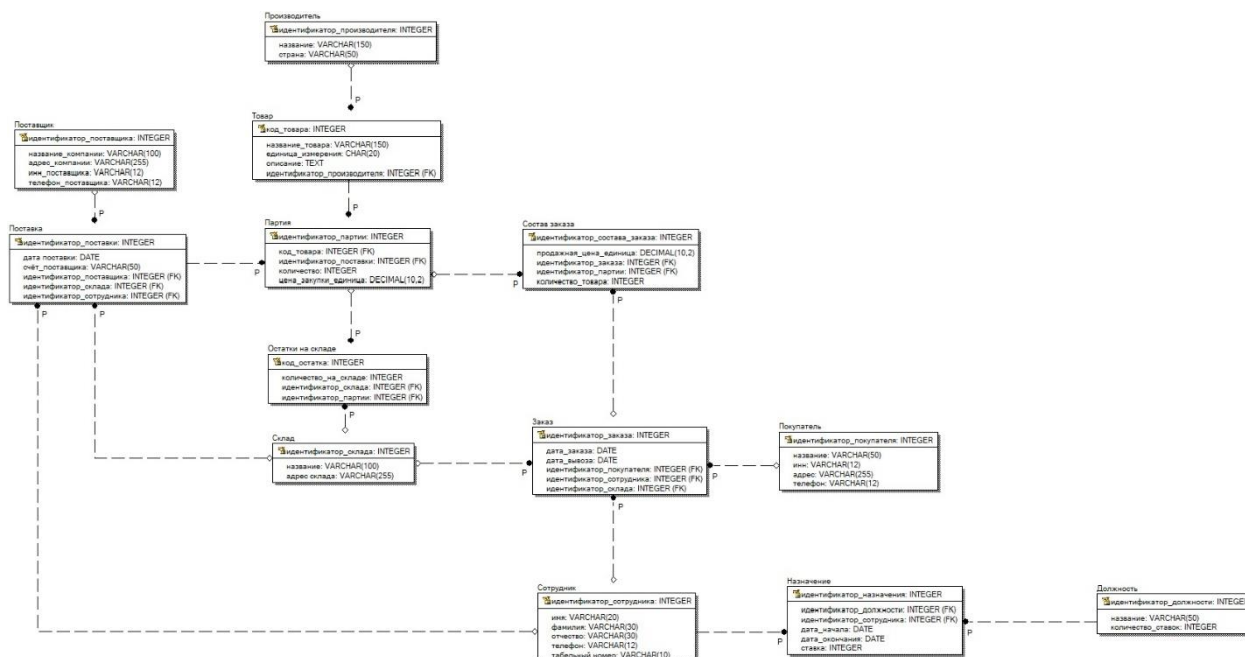 Производитель
идентификатор_производителя: INTEGER
название: VARCHAR(150)
страна: VARCHAR(50)
P
Товар
код_товара: INTEGER
название_товара: VARCHAR(150)
единица_измерения: CHAR(20)
описание: TEXT
идентификатор_производителя: INTEGER (FK)
P
Поставщик
идентификатор_поставщика: INTEGER
название_компании: VARCHAR(100)
адрес_компании: VARCHAR(255)
инн_поставщика: VARCHAR(12)
телефон_поставщика: VARCHAR(12)
P
Поставка
идентификатор_поставки: INTEGER
дата поставки: DATE
счёт_поставщика: VARCHAR(50)
идентификатор_поставщика: INTEGER (FK)
идентификатор_склада: INTEGER (FK)
идентификатор_сотрудника: INTEGER (FK)
P
P
P
Партия
идентификатор_партии: INTEGER
код_товара: INTEGER (FK)
идентификатор_поставки: INTEGER (FK)
количество: INTEGER
цена_закупки_единица: DECIMAL(10,2)
P
P
Состав заказа
идентификатор_состава_заказа: INTEGER
продажная_цена_единица: DECIMAL(10,2)
идентификатор_заказа: INTEGER (FK)
идентификатор_партии: INTEGER (FK)
количество_товара: INTEGER
P
Остатки на складе
код_остатка: INTEGER
количество_на_складе: INTEGER
идентификатор_склада: INTEGER (FK)
идентификатор_партии: INTEGER (FK)
P
Склад
идентификатор_склада: INTEGER
название: VARCHAR(100)
адрес склада: VARCHAR(255)
P
Заказ
идентификатор_заказа: INTEGER
дата_заказа: DATE
дата_вывоза: DATE
идентификатор_покупателя: INTEGER (FK)
идентификатор_сотрудника: INTEGER (FK)
идентификатор_склада: INTEGER (FK)
P
P
Покупатель
идентификатор_покупателя: INTEGER
название: VARCHAR(50)
инн: VARCHAR(12)
адрес: VARCHAR(255)
телефон: VARCHAR(12)
Сотрудник
идентификатор_сотрудника: INTEGER
имя: VARCHAR(20)
фамилия: VARCHAR(30)
отчество: VARCHAR(30)
телефон: VARCHAR(12)
табельный номер: VARCHAR(10)
P
Назначение
идентификатор_назначения: INTEGER
идентификатор_должности: INTEGER (FK)
идентификатор_сотрудника: INTEGER (FK)
дата_начала: DATE
дата_окончания: DATE
ставка: INTEGER
P
Должность
идентификатор_должности: INTEGER
название: VARCHAR(50)
количество_ставок: INTEGER